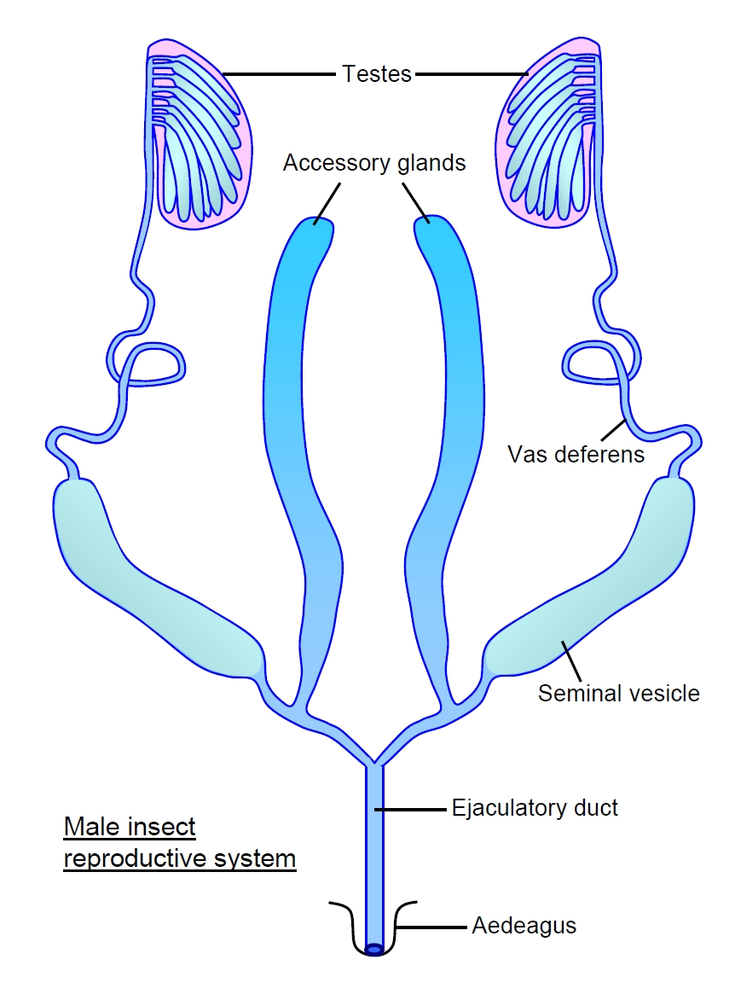 Testes
Accessory glands
Vas deferens
Seminal vesicle
Ejaculatory duct
Male insect
reproductive system
Aedeagus